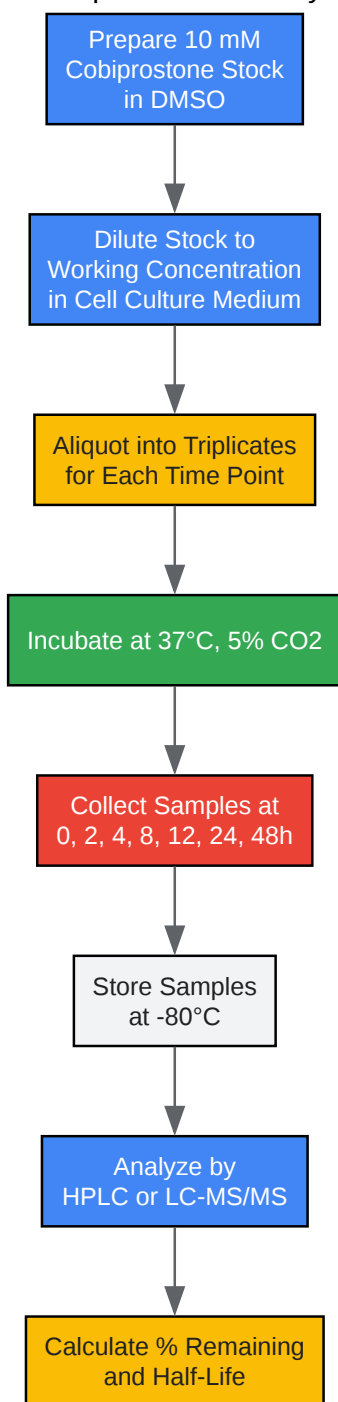 Prepare 10 mM
Cobiprostone Stock
in DMSO
Dilute Stock to
Working Concentration
in Cell Culture Medium
Aliquot into Triplicates
for Each Time Point
Incubate at 37°C, 5% CO2
Collect Samples at
0, 2, 4, 8, 12, 24, 48h
Store Samples
at -80°C
Analyze by
HPLC or LC-MS/MS
Calculate % Remaining
and Half-Life